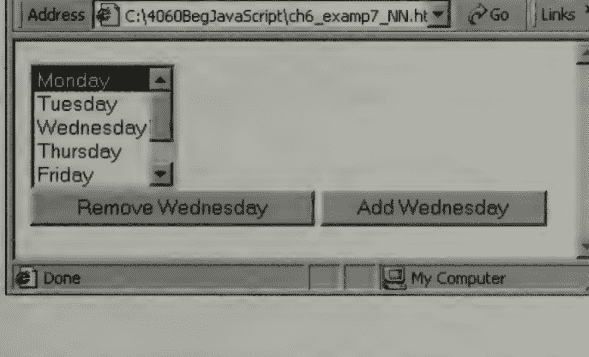 Address C:\4060BegJavaScript\ch6_examp7_NN.ht Go Links
Monday
Tuesday
Wednesday
Thursday
Friday
Remove Wednesday Add Wednesday
Done My Computer